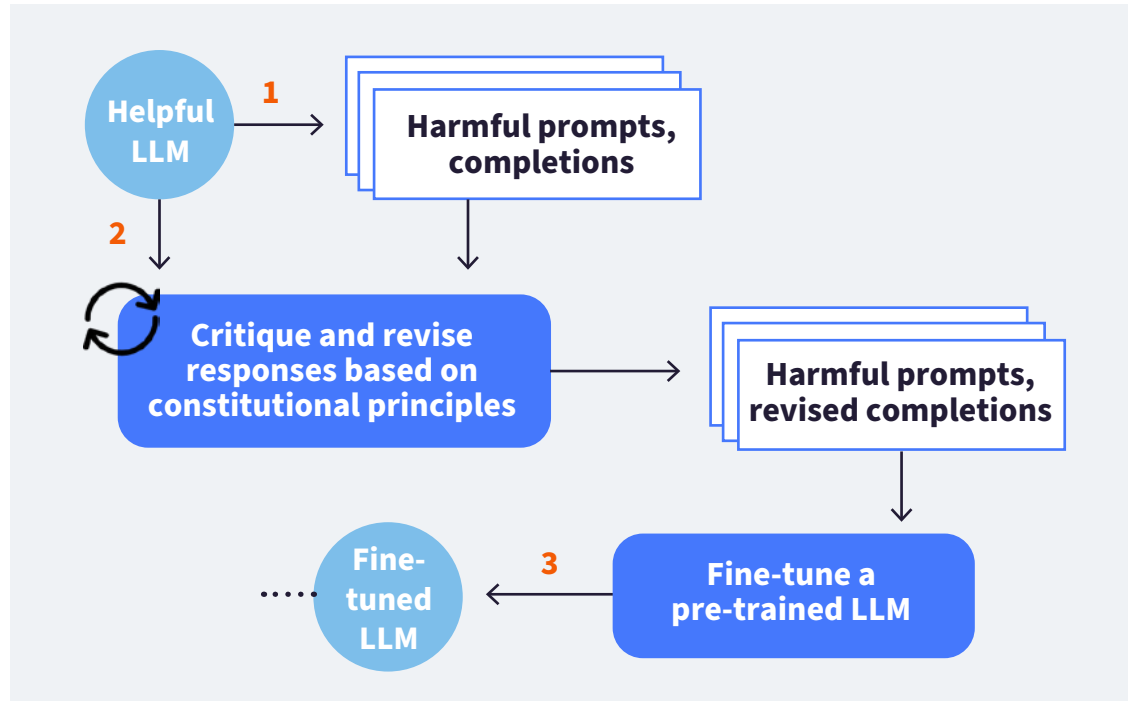 Helpful
LLM
1
Harmful prompts,
completions
2
Critique and revise
responses based on
constitutional principles
Harmful prompts,
revised completions
Fine-tune a
pre-trained LLM
3
Fine-
tuned
LLM